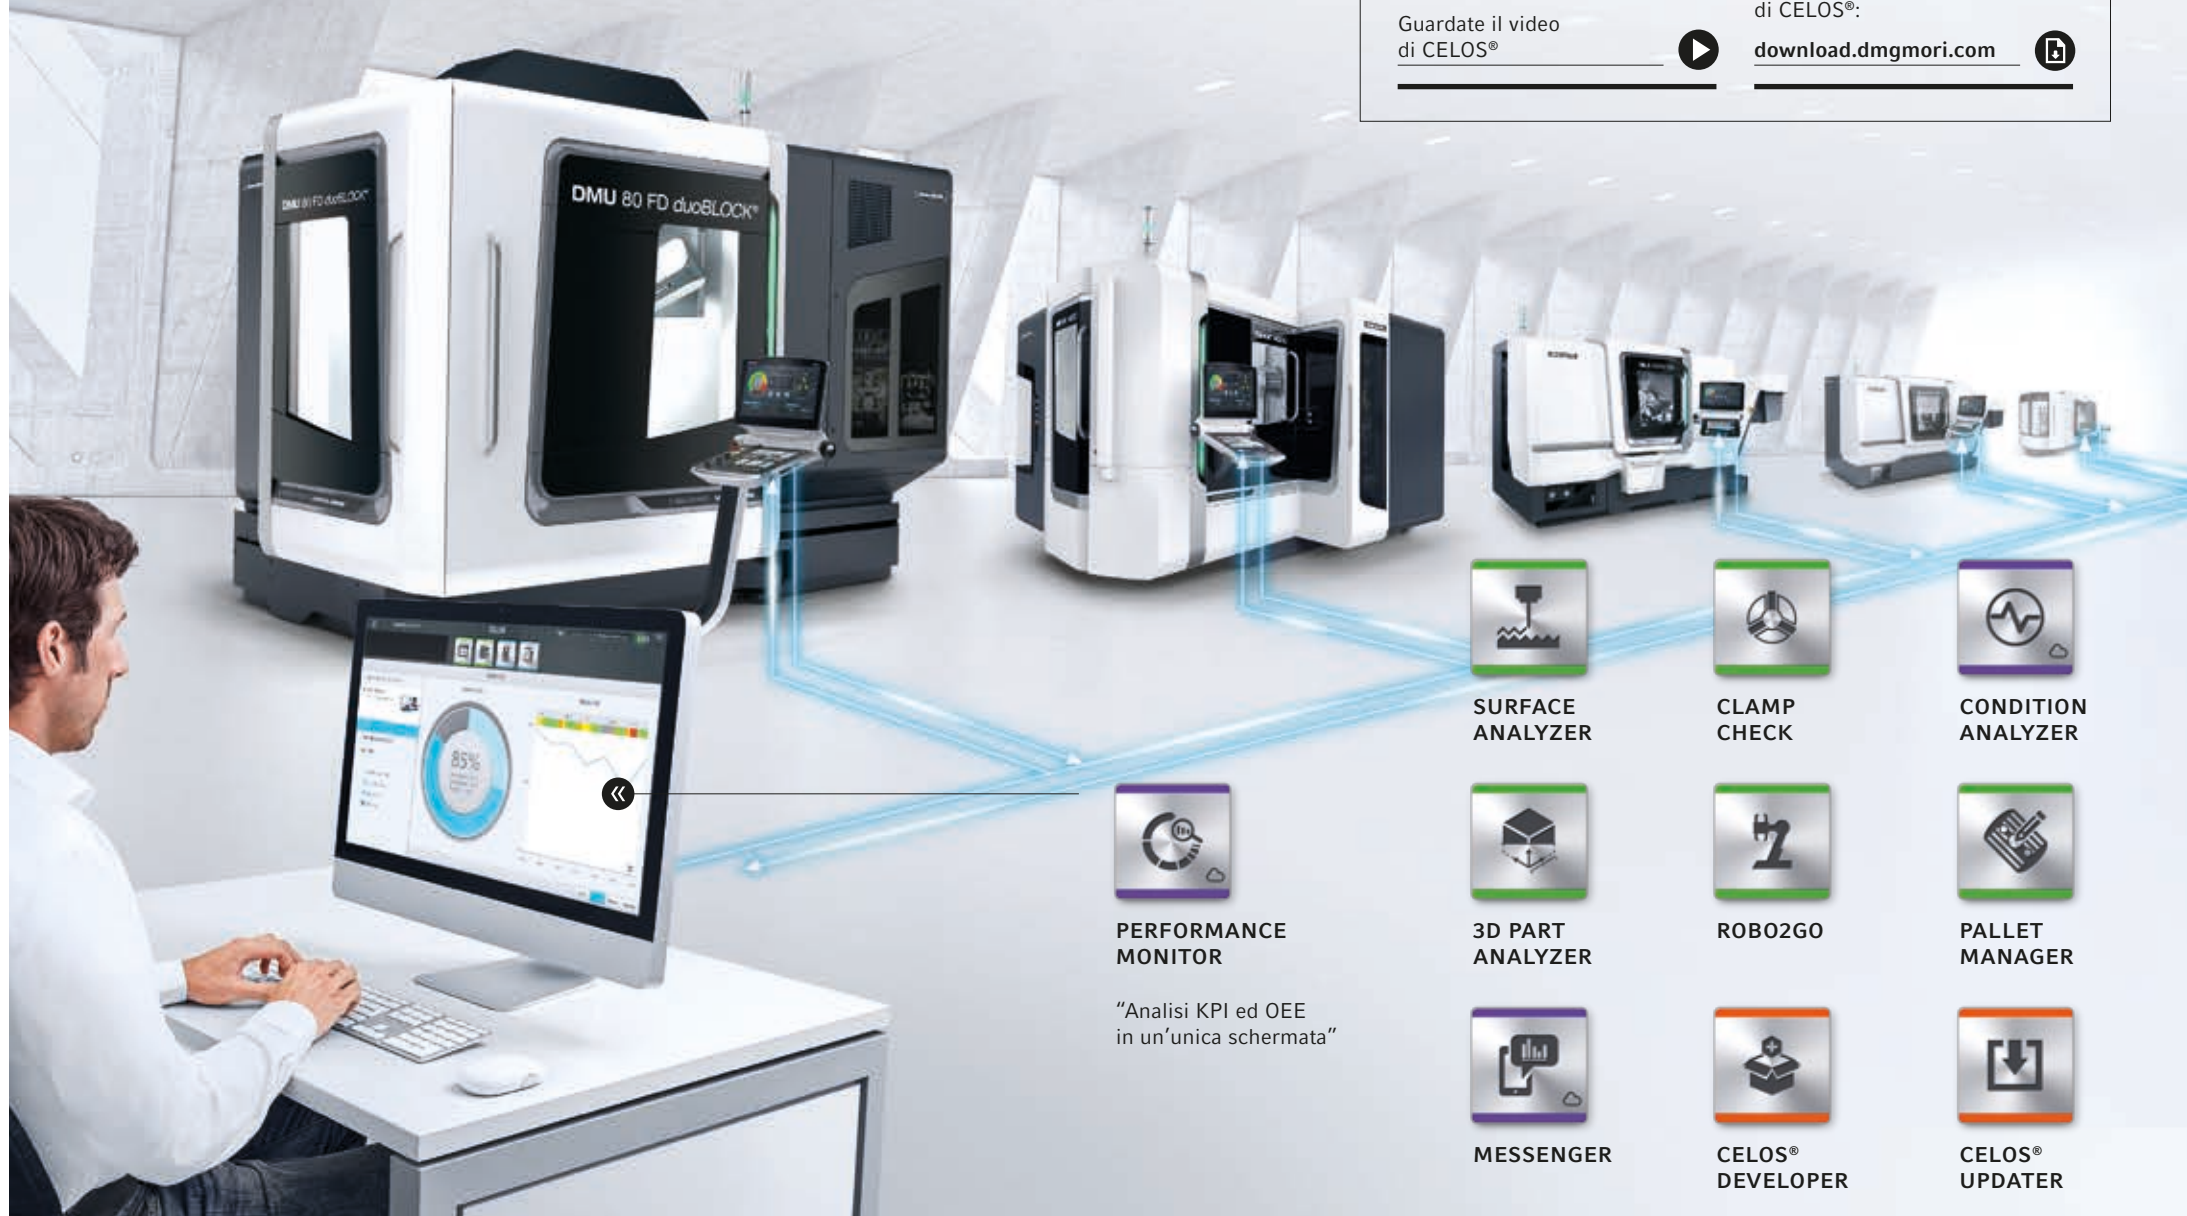 Guardate il video
di CELOS®
di CELOS®:
download.dmgmori.com
DMU 80 FD duoBLOCK®
DMU 80 FD duoBLOCK®
85%
SURFACE
ANALYZER
CLAMP
CHECK
CONDITION
ANALYZER
PERFORMANCE
MONITOR
“Analisi KPI ed OEE
in un’unica schermata”
3D PART
ANALYZER
ROBO2GO
PALLET
MANAGER
MESSENGER
CELOS®
DEVELOPER
CELOS®
UPDATER